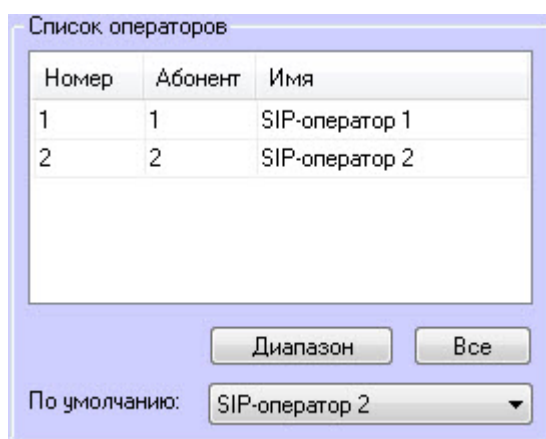 Список операторов
Номер Абонент Имя
1 1 SIP-оператор 1
2 2 SIP-оператор 2
Диапазон Все
По умолчанию: SIP-оператор 2